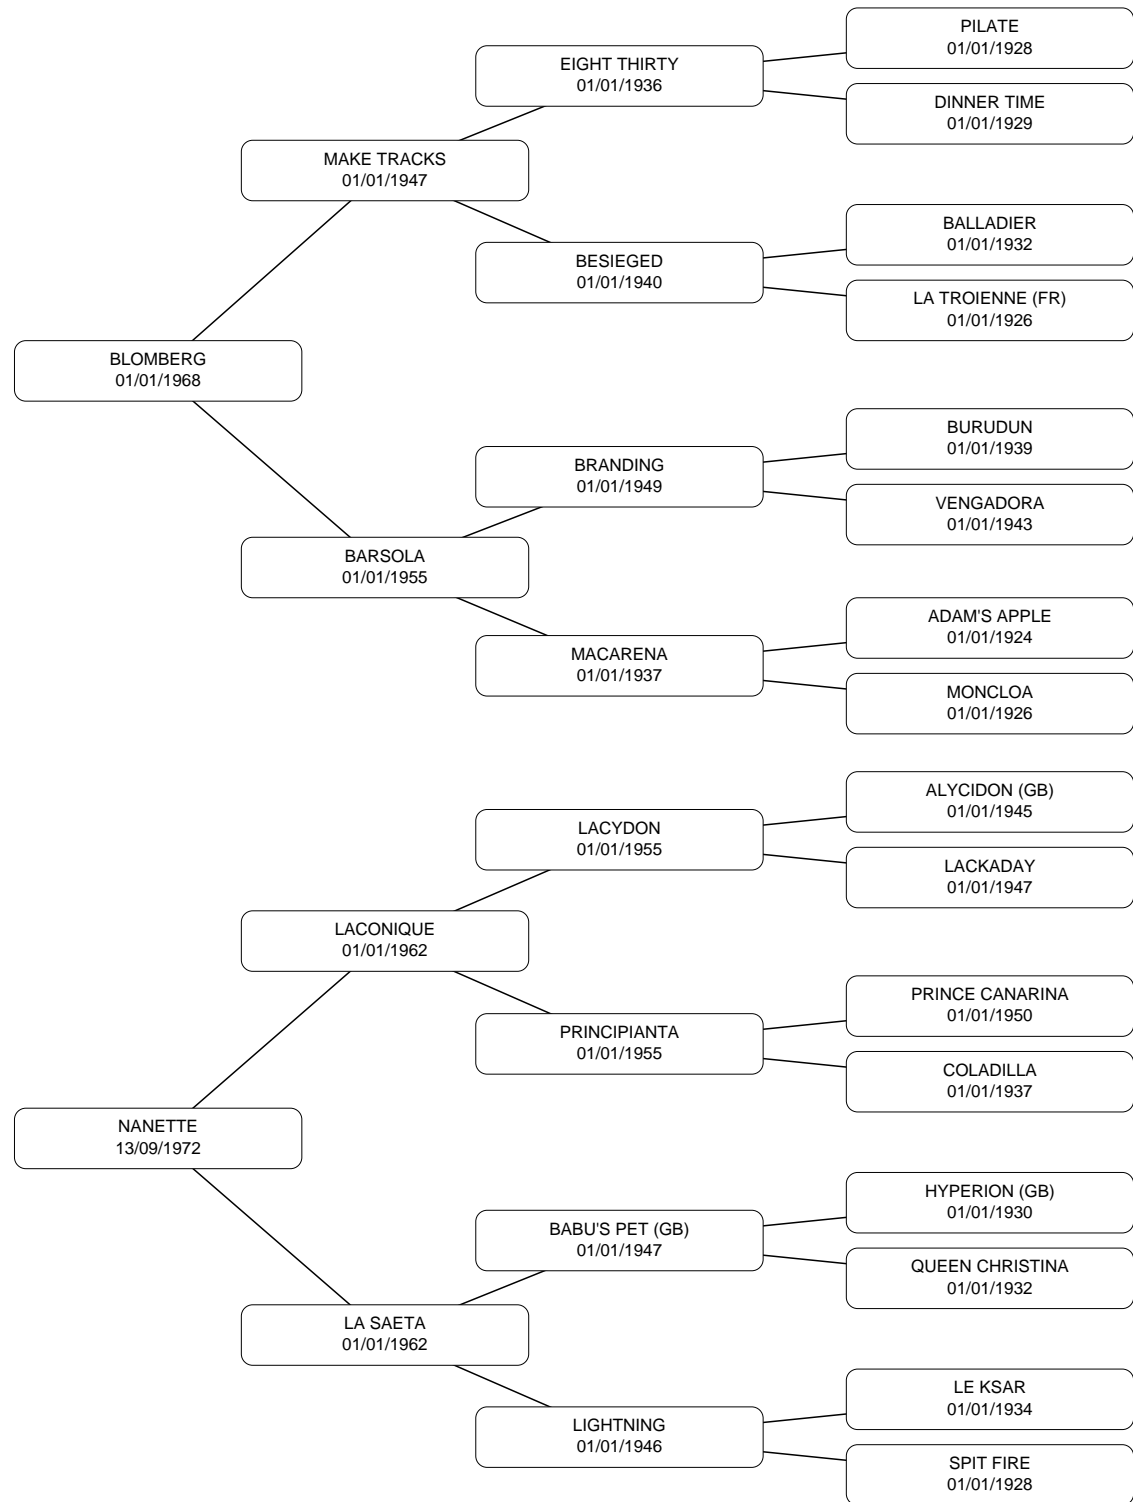 PILATE
01/01/1928
EIGHT THIRTY
01/01/1936
DINNER TIME
01/01/1929
MAKE TRACKS
01/01/1947
BALLADIER
01/01/1932
BESIEGED
01/01/1940
LA TROIENNE (FR)
01/01/1926
BLOMBERG
01/01/1968
BURUDUN
01/01/1939
BRANDING
01/01/1949
VENGADORA
01/01/1943
BARSOLA
01/01/1955
ADAM'S APPLE
01/01/1924
MACARENA
01/01/1937
MONCLOA
01/01/1926
ALYCIDON (GB)
01/01/1945
LACYDON
01/01/1955
LACKADAY
01/01/1947
LACONIQUE
01/01/1962
PRINCE CANARINA
01/01/1950
PRINCIPIANTA
01/01/1955
COLADILLA
01/01/1937
NANETTE
13/09/1972
HYPERION (GB)
01/01/1930
BABU'S PET (GB)
01/01/1947
QUEEN CHRISTINA
01/01/1932
LA SAETA
01/01/1962
LE KSAR
01/01/1934
LIGHTNING
01/01/1946
SPIT FIRE
01/01/1928